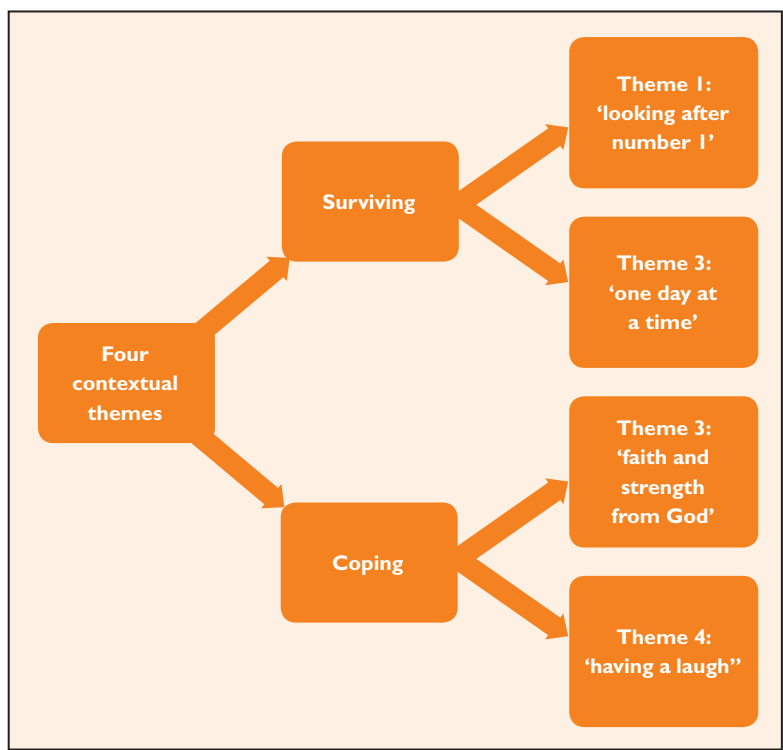 Four
contextual
themes
Surviving
Theme 1:
‘looking after
number 1’
Theme 3:
‘one day at
a time’
Coping
Theme 3:
‘faith and
strength
from God’
Theme 4:
‘having a laugh’’